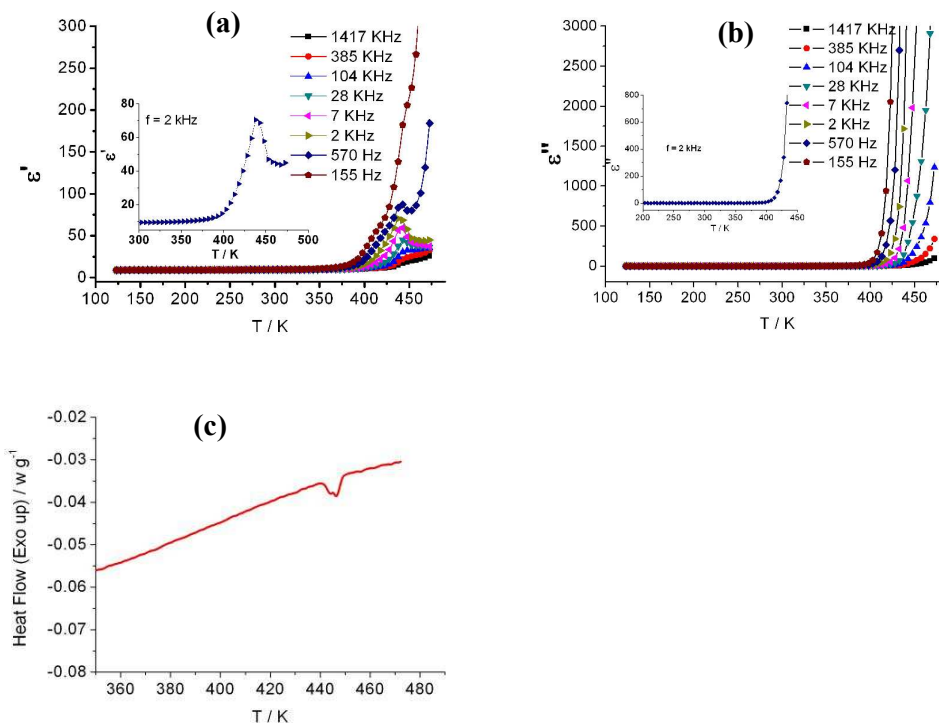 (a)
300
250
200
150
100
50
0
ε'
1417 KHz
385 KHz
104 KHz
28 KHz
7 KHz
2 KHz
570 Hz
155 Hz
80
60
40
20
ε'
f = 2 kHz
300 350 400 450 500
T / K
100 150 200 250 300 350 400 450
T / K
(b)
3000
2500
2000
1500
1000
500
0
ε"
1417 KHz
385 KHz
104 KHz
28 KHz
7 KHz
2 KHz
570 Hz
155 Hz
800
600
400
200
0
ε"
f = 2 kHz
200 250 300 350 400 450
T / K
100 150 200 250 300 350 400 450
T / K
(c)
-0.02
-0.03
-0.04
-0.05
-0.06
-0.07
-0.08
Heat Flow (Exo up) / w g-1
360 380 400 420 440 460 480
T / K